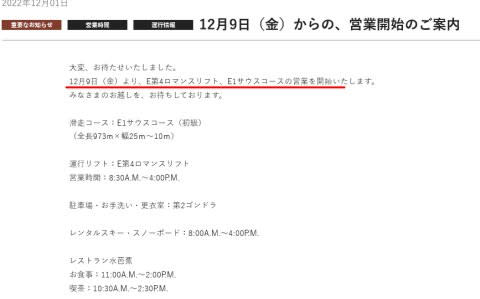 2022年12月01日
重要なお知らせ 営業時間 運行情報 12月9日（金）からの、営業開始のご案内
大変、お待たせいたしました。
12月9日（金）より、E第4ロマンスリフト、E1サウスコースの営業を開始いたします。
みなさまのお越しを、お待ちしております。
滑走コース：E1サウスコース（初級）
（全長973m×幅25m～10m）
運行リフト：E第4ロマンスリフト
営業時間：8:30A.M.～4:00P.M.
駐車場・お手洗い・更衣室：第2ゴンドラ
レンタルスキー・スノーボード：8:00A.M.～4:00P.M.
レストラン水芭蕉
お食事：11:00A.M.～2:00P.M.
喫茶：10:30A.M.～2:30P.M.